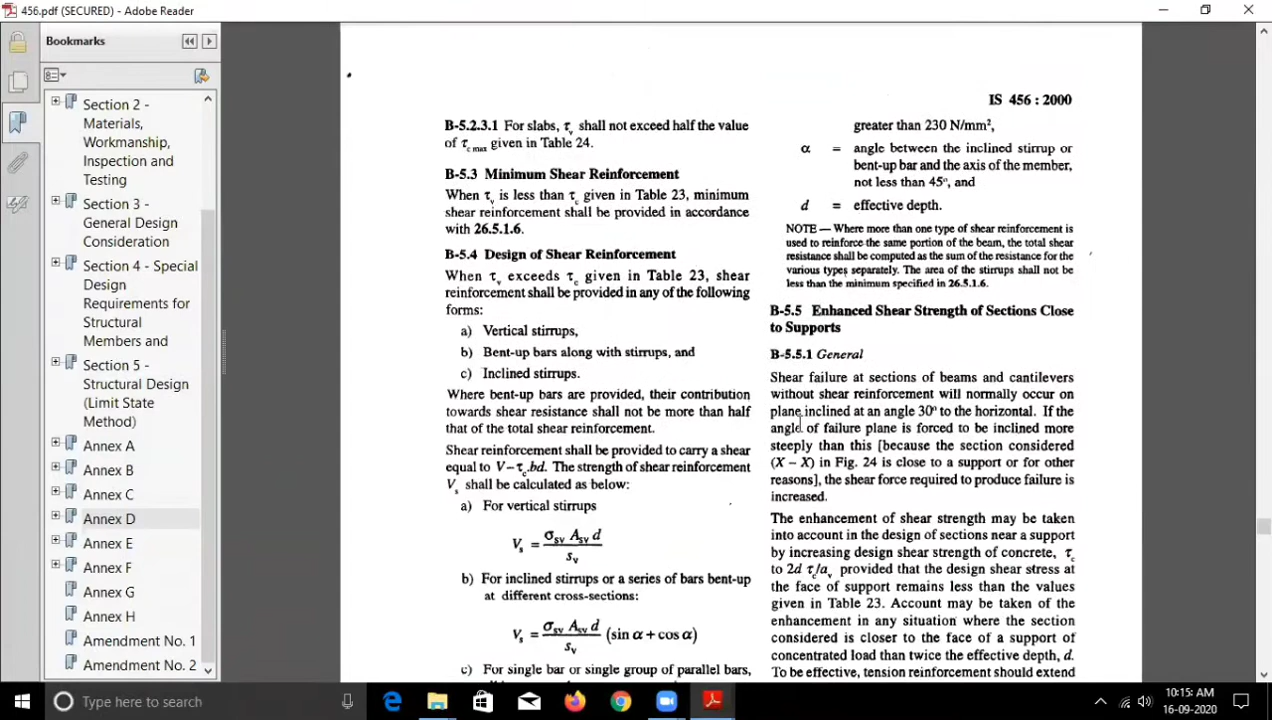 456.pdf (SECURED) - Adobe Reader
Bookmarks
Section 2 -
Materials,
Workmanship,
Inspection and
Testing
Section 3 -
General Design
Consideration
Section 4 - Special
Design
Requirements for
Structural
Members and
Section 5 -
Structural Design
(Limit State
Method)
Annex A
Annex B
Annex C
Annex D
Annex E
Annex F
Annex G
Annex H
Amendment No. 1
Amendment No. 2
IS 456 : 2000
B-5.2.3.1 For slabs, τv shall not exceed half the value
of τc max given in Table 24.
B-5.3 Minimum Shear Reinforcement
When τv is less than τc given in Table 23, minimum
shear reinforcement shall be provided in accordance
with 26.5.1.6.
B-5.4 Design of Shear Reinforcement
When τv exceeds τc given in Table 23, shear
reinforcement shall be provided in any of the following
forms:
a) Vertical stirrups,
b) Bent-up bars along with stirrups, and
c) Inclined stirrups.
Where bent-up bars are provided, their contribution
towards shear resistance shall not be more than half
that of the total shear reinforcement.
Shear reinforcement shall be provided to carry a shear
equal to V-τc.bd. The strength of shear reinforcement
Vs shall be calculated as below:
a) For vertical stirrups
Vs = σsv Asv d / sv
b) For inclined stirrups or a series of bars bent-up
at different cross-sections:
Vs = σsv Asv d / sv (sin α + cos α)
c) For single bar or single group of parallel bars,
greater than 230 N/mm²,
α = angle between the inclined stirrup or
bent-up bar and the axis of the member,
not less than 45°, and
d = effective depth.
NOTE — Where more than one type of shear reinforcement is
used to reinforce the same portion of the beam, the total shear
resistance shall be computed as the sum of the resistance for the
various types separately. The area of the stirrups shall not be
less than the minimum specified in 26.5.1.6.
B-5.5 Enhanced Shear Strength of Sections Close
to Supports
B-5.5.1 General
Shear failure at sections of beams and cantilevers
without shear reinforcement will normally occur on
plane inclined at an angle 30° to the horizontal. If the
angle of failure plane is forced to be inclined more
steeply than this [because the section considered
(X – X) in Fig. 24 is close to a support or for other
reasons], the shear force required to produce failure is
increased.
The enhancement of shear strength may be taken
into account in the design of sections near a support
by increasing design shear strength of concrete, τc
to 2d τc/av provided that the design shear stress at
the face of support remains less than the values
given in Table 23. Account may be taken of the
enhancement in any situation where the section
considered is closer to the face of a support of
concentrated load than twice the effective depth, d.
To be effective, tension reinforcement should extend
Type here to search
10:15: AM
16-09-2020